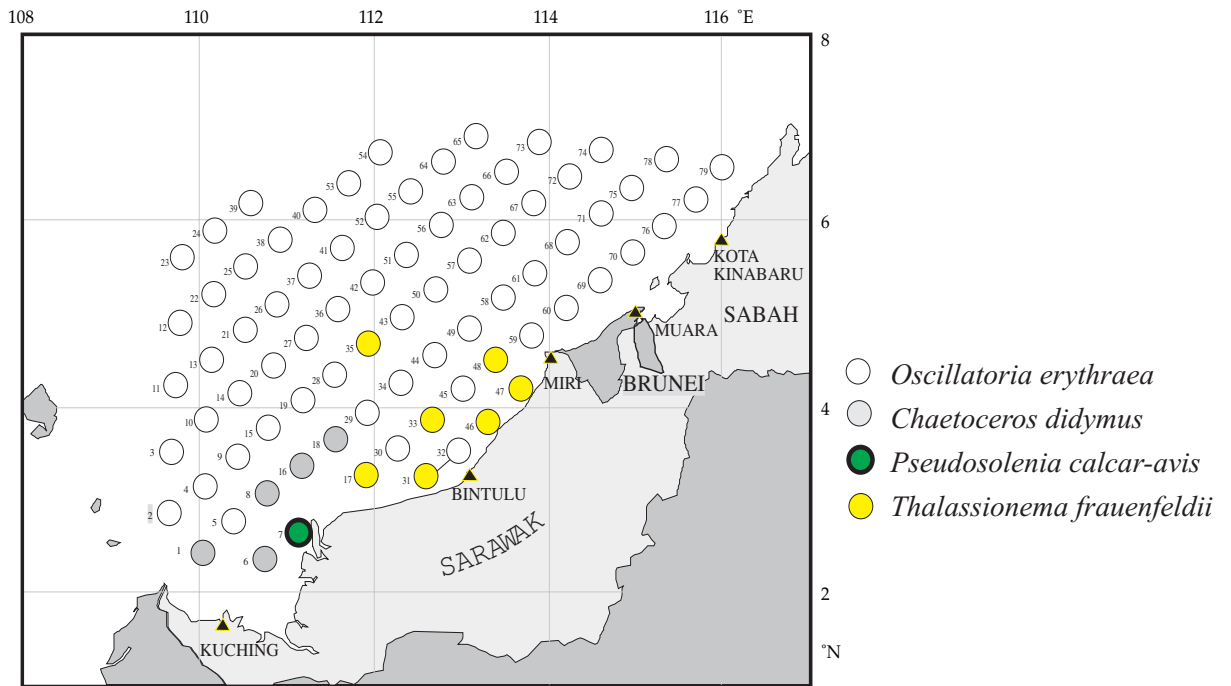 108 110 112 114 116 °E
8
65 73
54 74
64 78
66 79
53 72
55 75
39 40 63 67
52 71 77
24 56 76
38 62
41 68
23 51 70
25 57
37 61
42 69
22 50
26 58 60
36
12 43
21 49 59
27
35 44 48
13
20 28
11 34 47
14 45
19
10 29
15 33 46
18
3 30 32
9
16
17 31
4
8
2
5
7
1
6
6
KOTA
KINABARU
SABAH
MUARA
MIRI
BRUNEI
4
BINTULU
SARAWAK
2
KUCHING
°N
Oscillatoria erythraea
Chaetoceros didymus
Pseudosolenia calcar-avis
Thalassionema frauenfeldii